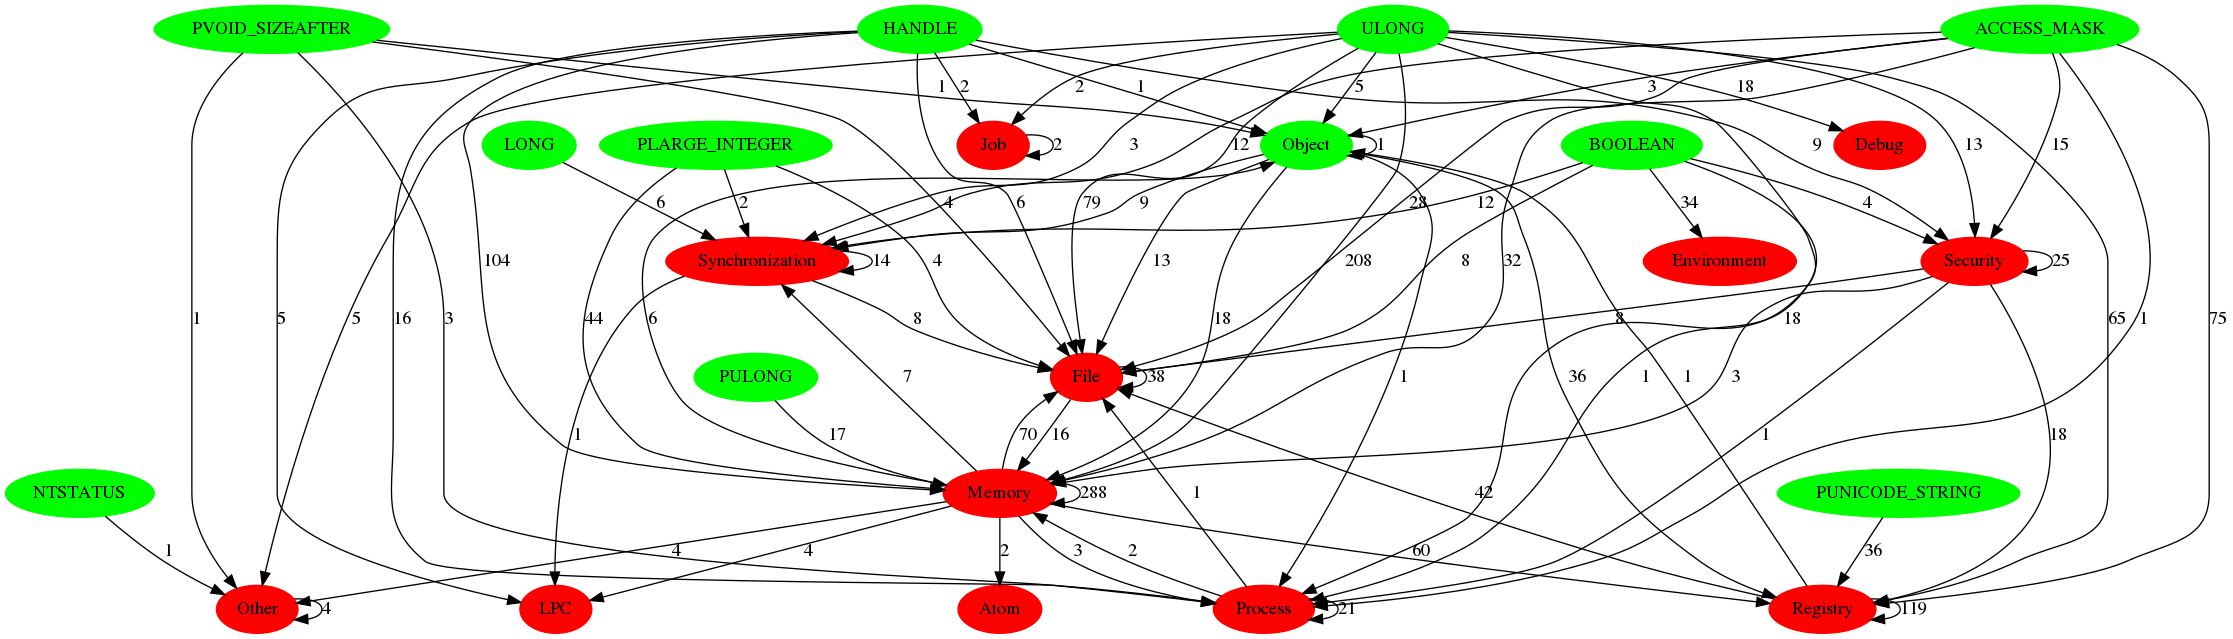 PVOID_SIZEAFTER HANDLE ULONG ACCESS_MASK
1 2 2 1 5 3 18
LONG PLARGE_INTEGER Job 2 3 12 Object 1 BOOLEAN 9 Debug 13 15
6 2 4 6 79 9 28 12 34 4
Synchronization 14 104 4 13 208 8 32 Environment Security 25
1 5 5 16 3 44 6 8 18 36 8 18 65 1 75
PULONG 7 File 38 1 1 1 3
17 1 70 16 1 18
NTSTATUS Memory 288 1 42 PUNICODE_STRING
1 4 4 2 3 2 60 36
Other 4 LPC Atom Process 21 Registry 119